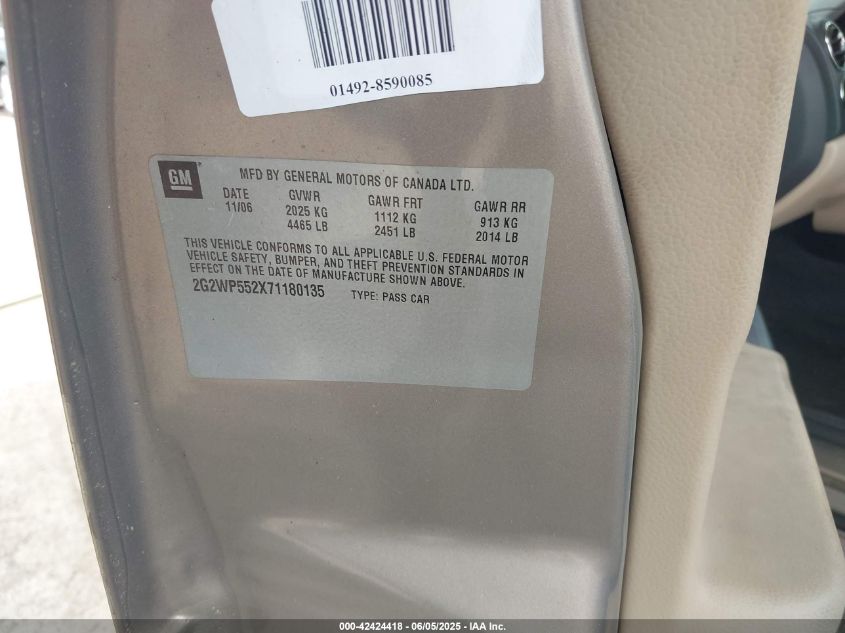 01492-8590085
GM
MFD BY GENERAL MOTORS OF CANADA LTD.
DATE GVWR GAWR FRT GAWR RR
11/06 2025 KG 1112 KG 913 KG
4465 LB 2451 LB 2014 LB
THIS VEHICLE CONFORMS TO ALL APPLICABLE U.S. FEDERAL MOTOR
VEHICLE SAFETY, BUMPER, AND THEFT PREVENTION STANDARDS IN
EFFECT ON THE DATE OF MANUFACTURE SHOWN ABOVE.
2G2WP552X71180135 TYPE: PASS CAR
000-42424418 - 06/05/2025 - IAA Inc.